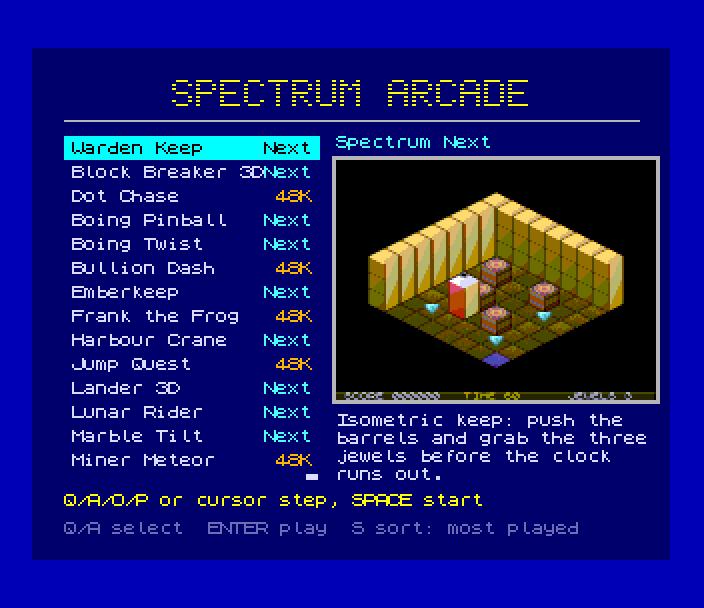 SPECTRUM ARCADE
Warden Keep Next
Block Breaker 3DNext
Dot Chase 48K
Boing Pinball Next
Boing Twist Next
Bullion Dash 48K
Emberkeep Next
Frank the Frog 48K
Harbour Crane Next
Jump Quest 48K
Lander 3D Next
Lunar Rider Next
Marble Tilt Next
Miner Meteor 48K
Spectrum Next
SCORE 000000 TIME 60 JEWELS 0
Isometric keep: push the
barrels and grab the three
jewels before the clock
runs out.
Q/A/O/P or cursor step, SPACE start
Q/A select ENTER play S sort: most played